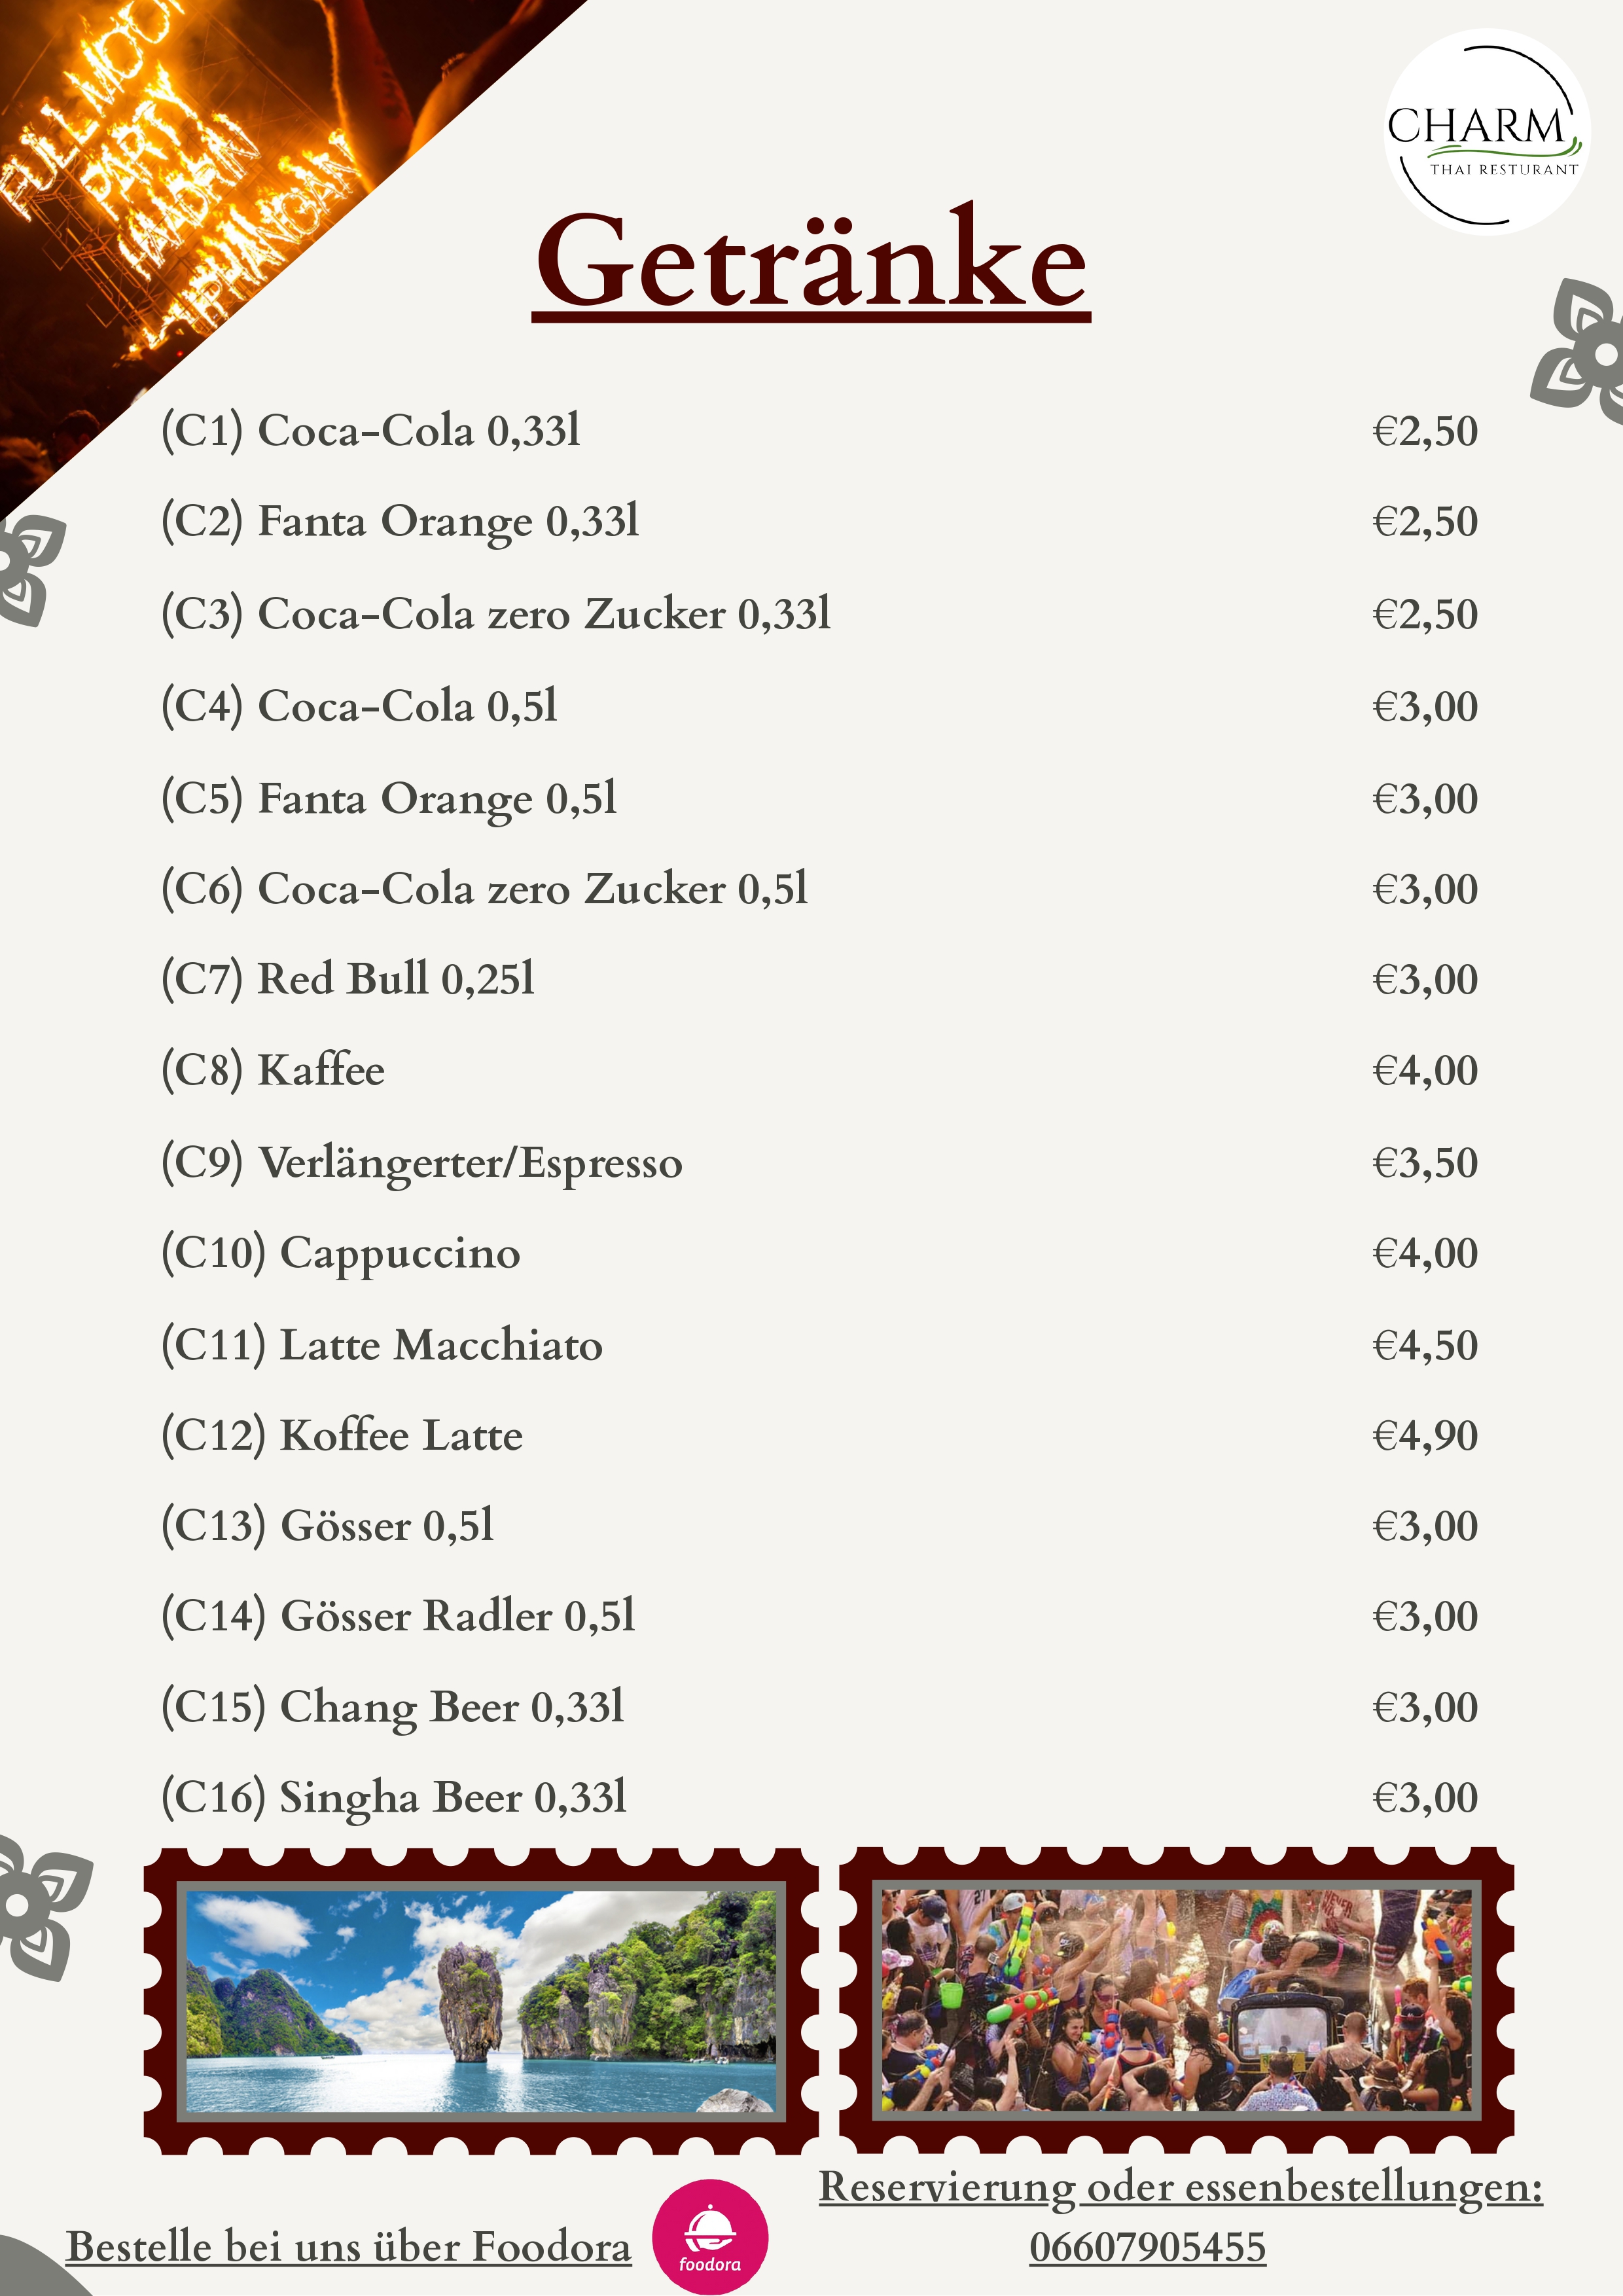 FULL MOON
PARTY
HAADRIN
CHARM
THAI RESTURANT
Getränke
(C1) Coca-Cola 0,33l €2,50
(C2) Fanta Orange 0,33l €2,50
(C3) Coca-Cola zero Zucker 0,33l €2,50
(C4) Coca-Cola 0,5l €3,00
(C5) Fanta Orange 0,5l €3,00
(C6) Coca-Cola zero Zucker 0,5l €3,00
(C7) Red Bull 0,25l €3,00
(C8) Kaffee €4,00
(C9) Verlängerter/Espresso €3,50
(C10) Cappuccino €4,00
(C11) Latte Macchiato €4,50
(C12) Koffee Latte €4,90
(C13) Gösser 0,5l €3,00
(C14) Gösser Radler 0,5l €3,00
(C15) Chang Beer 0,33l €3,00
(C16) Singha Beer 0,33l €3,00
Reservierung oder essenbestellungen:
06607905455
Bestelle bei uns über Foodora
foodora